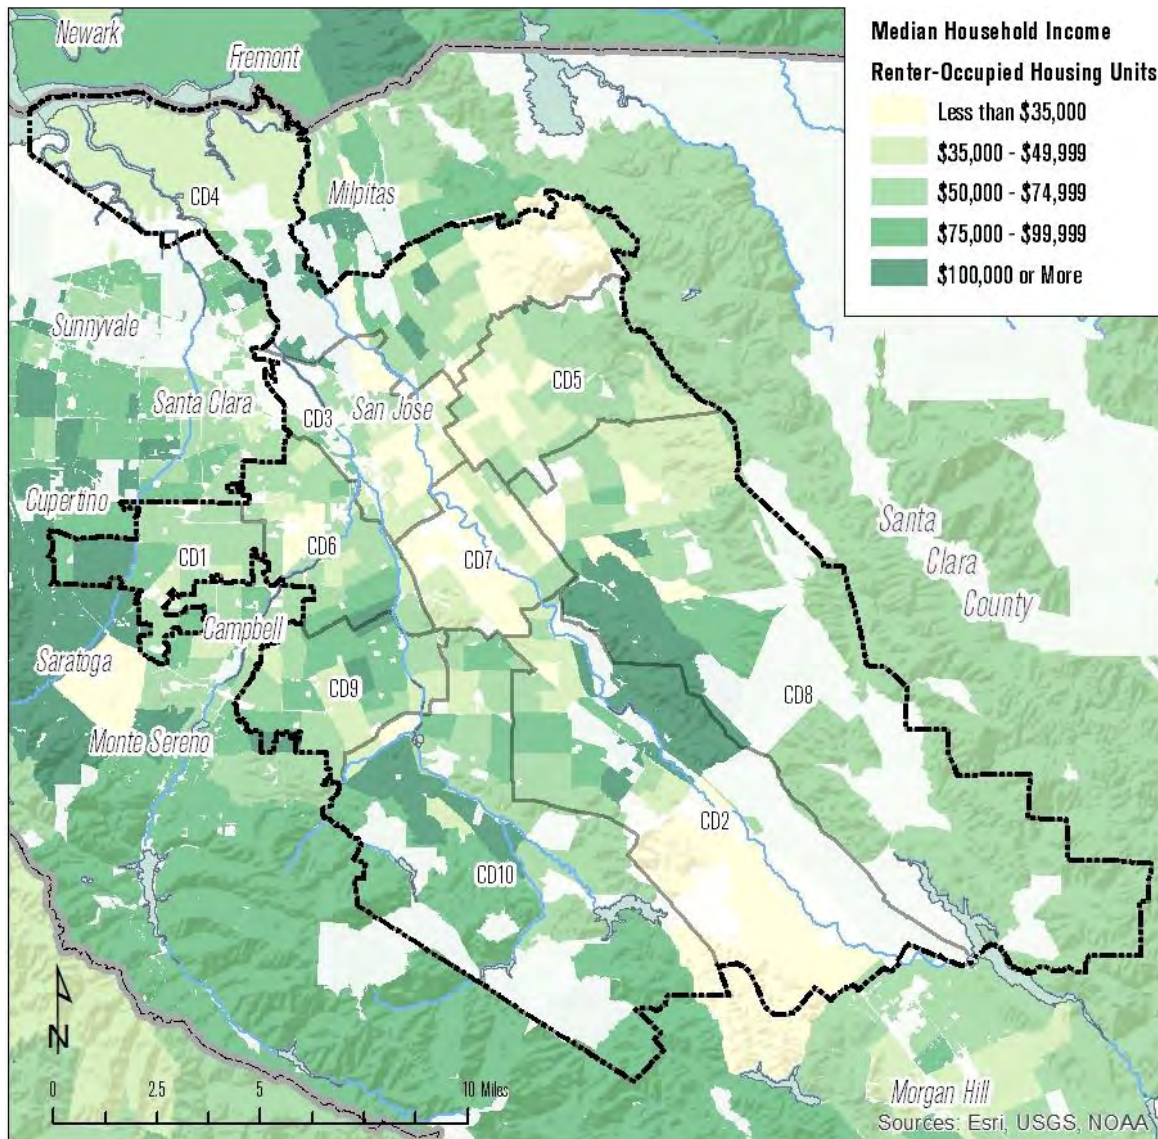 Median Household Income
Renter-Occupied Housing Units
Less than $35,000
$35,000 - $49,999
$50,000 - $74,999
$75,000 - $99,999
$100,000 or More
Newark
Fremont
CD4
Milpitas
Sunnyvale
Santa Clara
CD3
San Jose
CD5
Cupertino
CD1
CD6
CD7
Santa
Clara
County
Campbell
Saratoga
CD9
CD8
Monte Sereno
CD2
CD10
N
0 2.5 5 10 Miles
Morgan Hill
Sources: Esri, USGS, NOAA